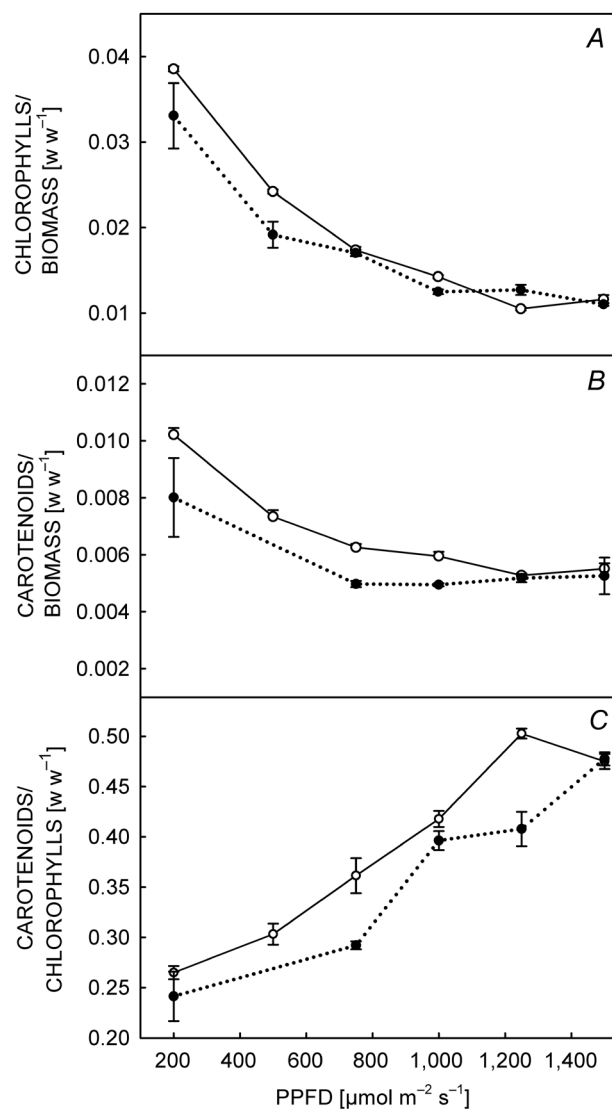 A
0.04
0.03
0.02
0.01
CHLOROPHYLLS/
BIOMASS [w w⁻¹]
B
0.012
0.010
0.008
0.006
0.004
0.002
CAROTENOIDS/
BIOMASS [w w⁻¹]
C
0.50
0.45
0.40
0.35
0.30
0.25
0.20
CAROTENOIDS/
CHLOROPHYLLS [w w⁻¹]
200 400 600 800 1,000 1,200 1,400
PPFD [µmol m⁻² s⁻¹]